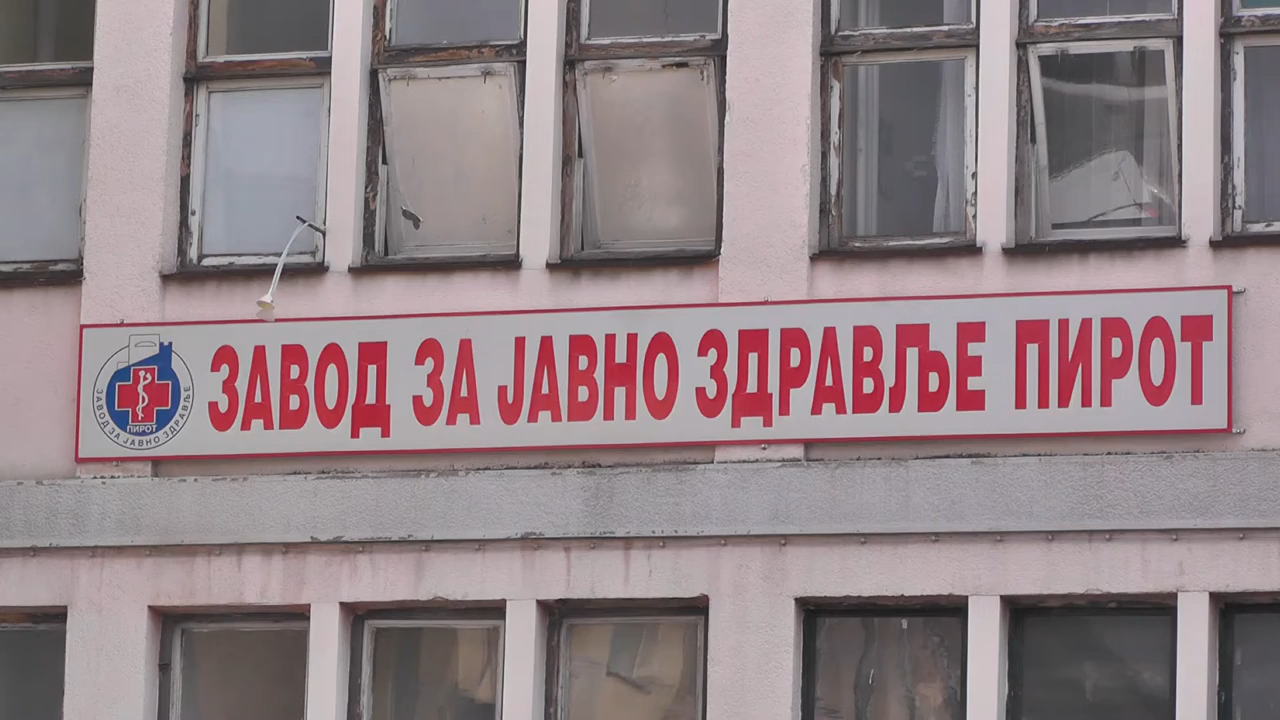 ЗАВОД ЗА ЈАВНО ЗДРАВЉЕ ПИРОТ
ПИРОТ
ЗАВОД ЗА ЈАВНО ЗДРАВЉЕ